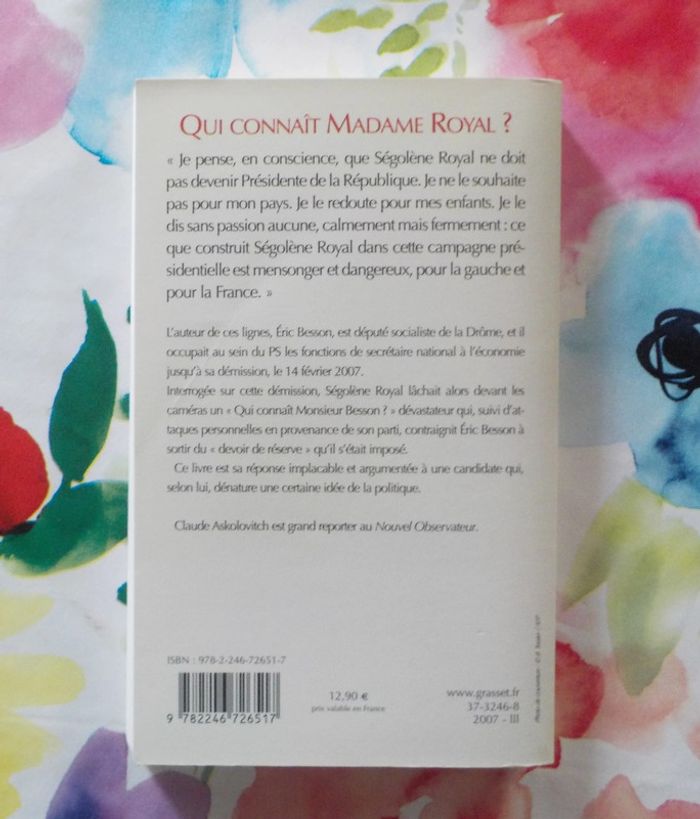 QUI CONNAÎT MADAME ROYAL ?
« Je pense, en conscience, que Ségolène Royal ne doit
pas devenir Présidente de la République. Je ne le souhaite
pas pour mon pays. Je le redoute pour mes enfants. Je le
dis sans passion aucune, calmement mais fermement : ce
que construit Ségolène Royal dans cette campagne pré-
sidentielle est mensonger et dangereux, pour la gauche et
pour la France. »
L'auteur de ces lignes, Éric Besson, est député socialiste de la Drôme, et il
occupait au sein du PS les fonctions de secrétaire national à l'économie
jusqu'à sa démission, le 14 février 2007.
Interrogée sur cette démission, Ségolène Royal lâchait alors devant les
caméras un « Qui connaît Monsieur Besson ? » dévastateur qui, suivi d'at-
taques personnelles en provenance de son parti, contraignit Éric Besson à
sortir du « devoir de réserve » qu'il s'était imposé.
Ce livre est sa réponse implacable et argumentée à une candidate qui,
selon lui, dénature une certaine idée de la politique.
Claude Askolovitch est grand reporter au Nouvel Observateur.
ISBN : 978-2-246-72651-7
9 782246 726517
12,90 €
prix valable en France
www.grasset.fr
37-3246-8
2007 - III
Photo de couverture :